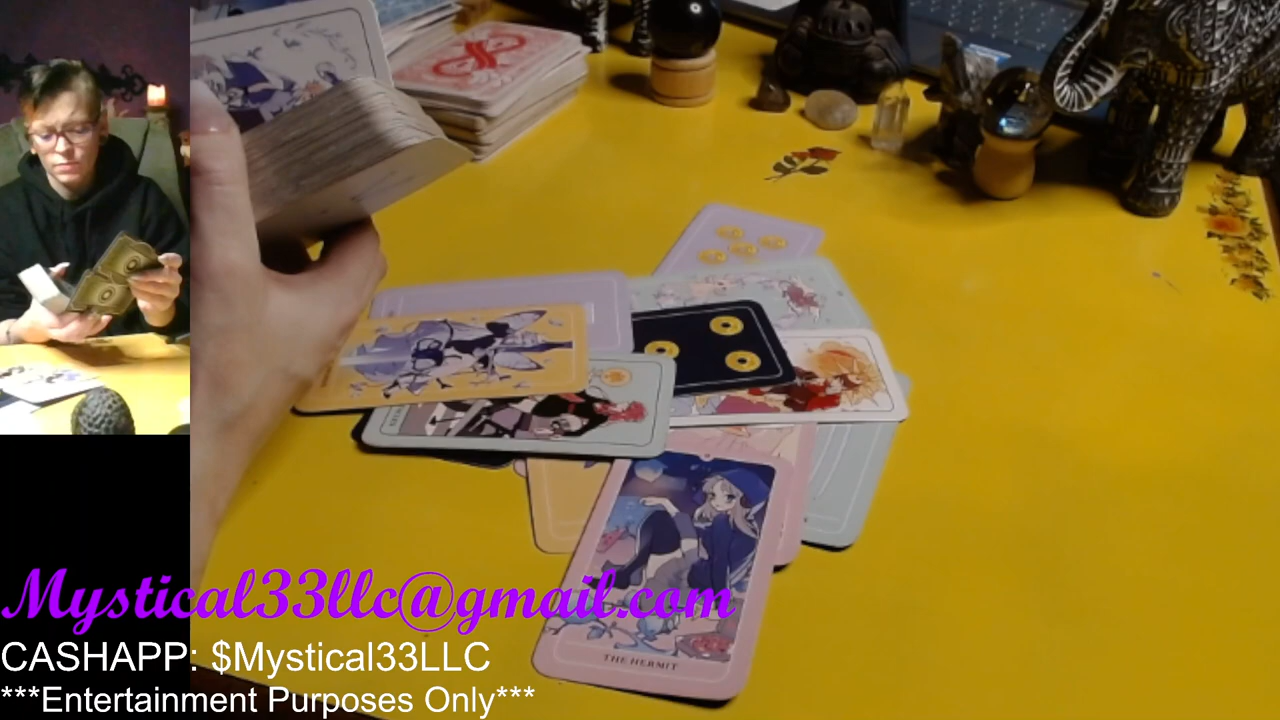 THE HERMIT
Mystical33llc@gmail.com
CASHAPP: $Mystical33LLC
***Entertainment Purposes Only***